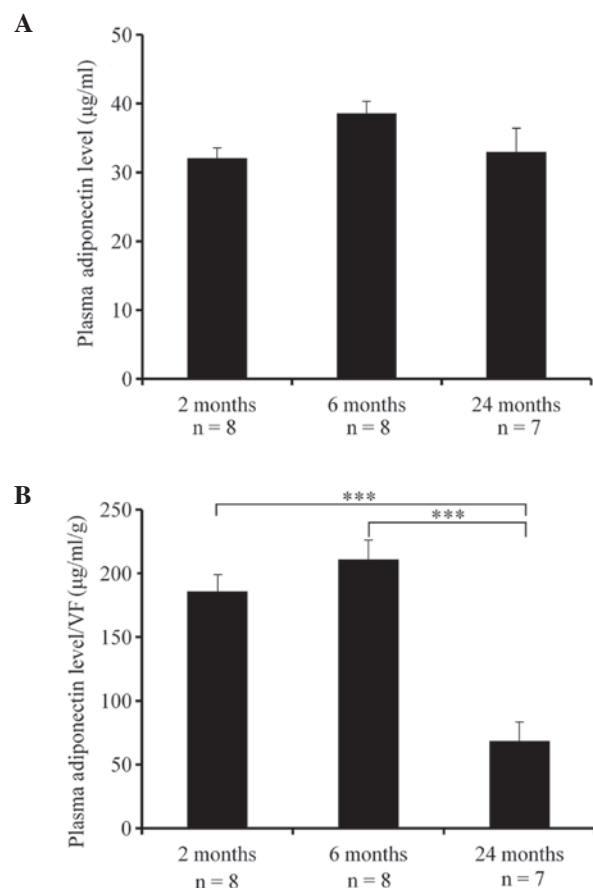 A
Plasma adiponectin level (µg/ml)
50
40
30
20
10
0
2 months
n = 8
6 months
n = 8
24 months
n = 7
B
Plasma adiponectin level/VF (µg/ml/g)
250
200
150
100
50
0
***
***
2 months
n = 8
6 months
n = 8
24 months
n = 7